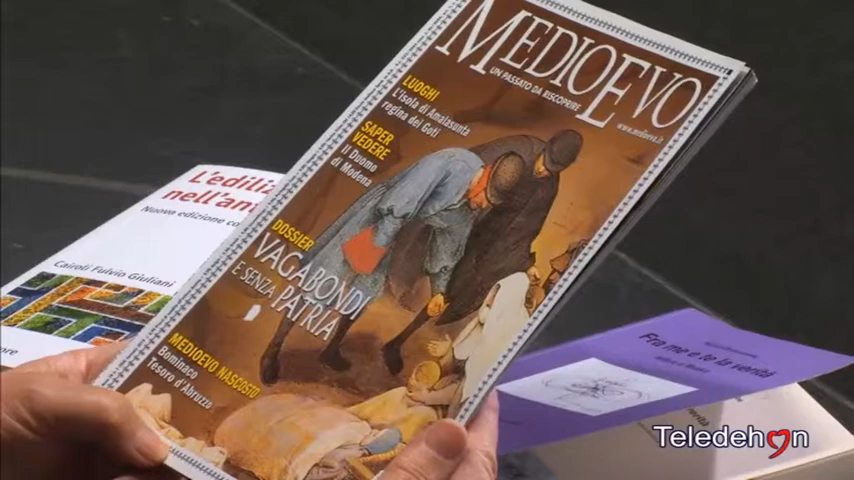 MEDIOEVO
UN PASSATO DA RISCOPRIRE
www.medioevo.it
LUOGHI
L'isola di Amalasunta
regina dei Goti
SAPER
VEDERE
Il Duomo
di Modena
DOSSIER
VAGABONDI
E SENZA
PATRIA
MEDIOEVO NASCOSTO
Bominaco
Tesoro d'Abruzzo
L'edilizi
nell'an
Nuova edizione co
Cairoli Fulvio Giuliani
ore
Fra me e te la verità
Teledehon